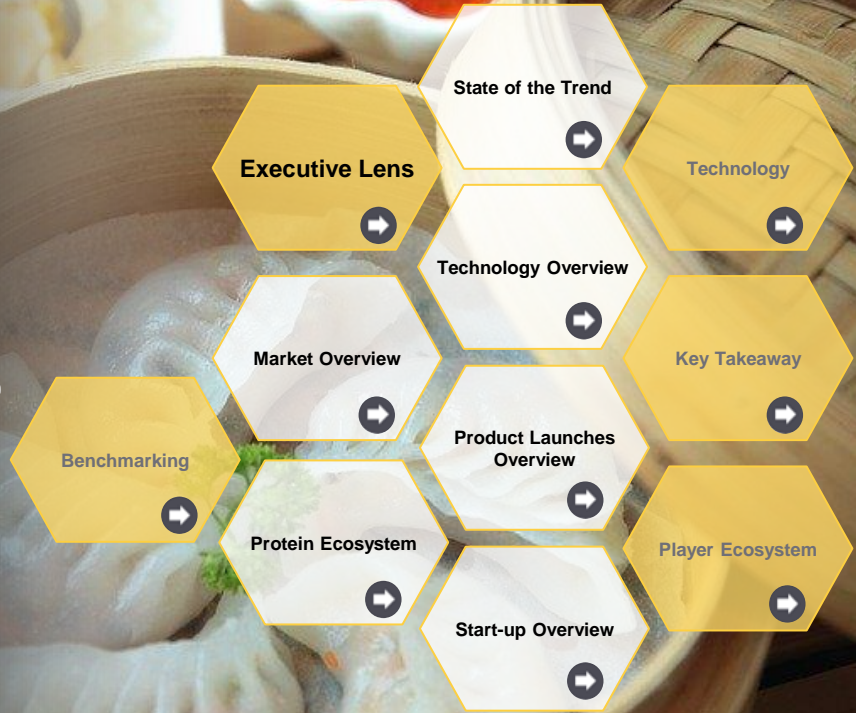 State of the Trend
Executive Lens
Technology
Technology Overview
Market Overview
Key Takeaway
Benchmarking
Product Launches
Overview
Protein Ecosystem
Player Ecosystem
Start-up Overview